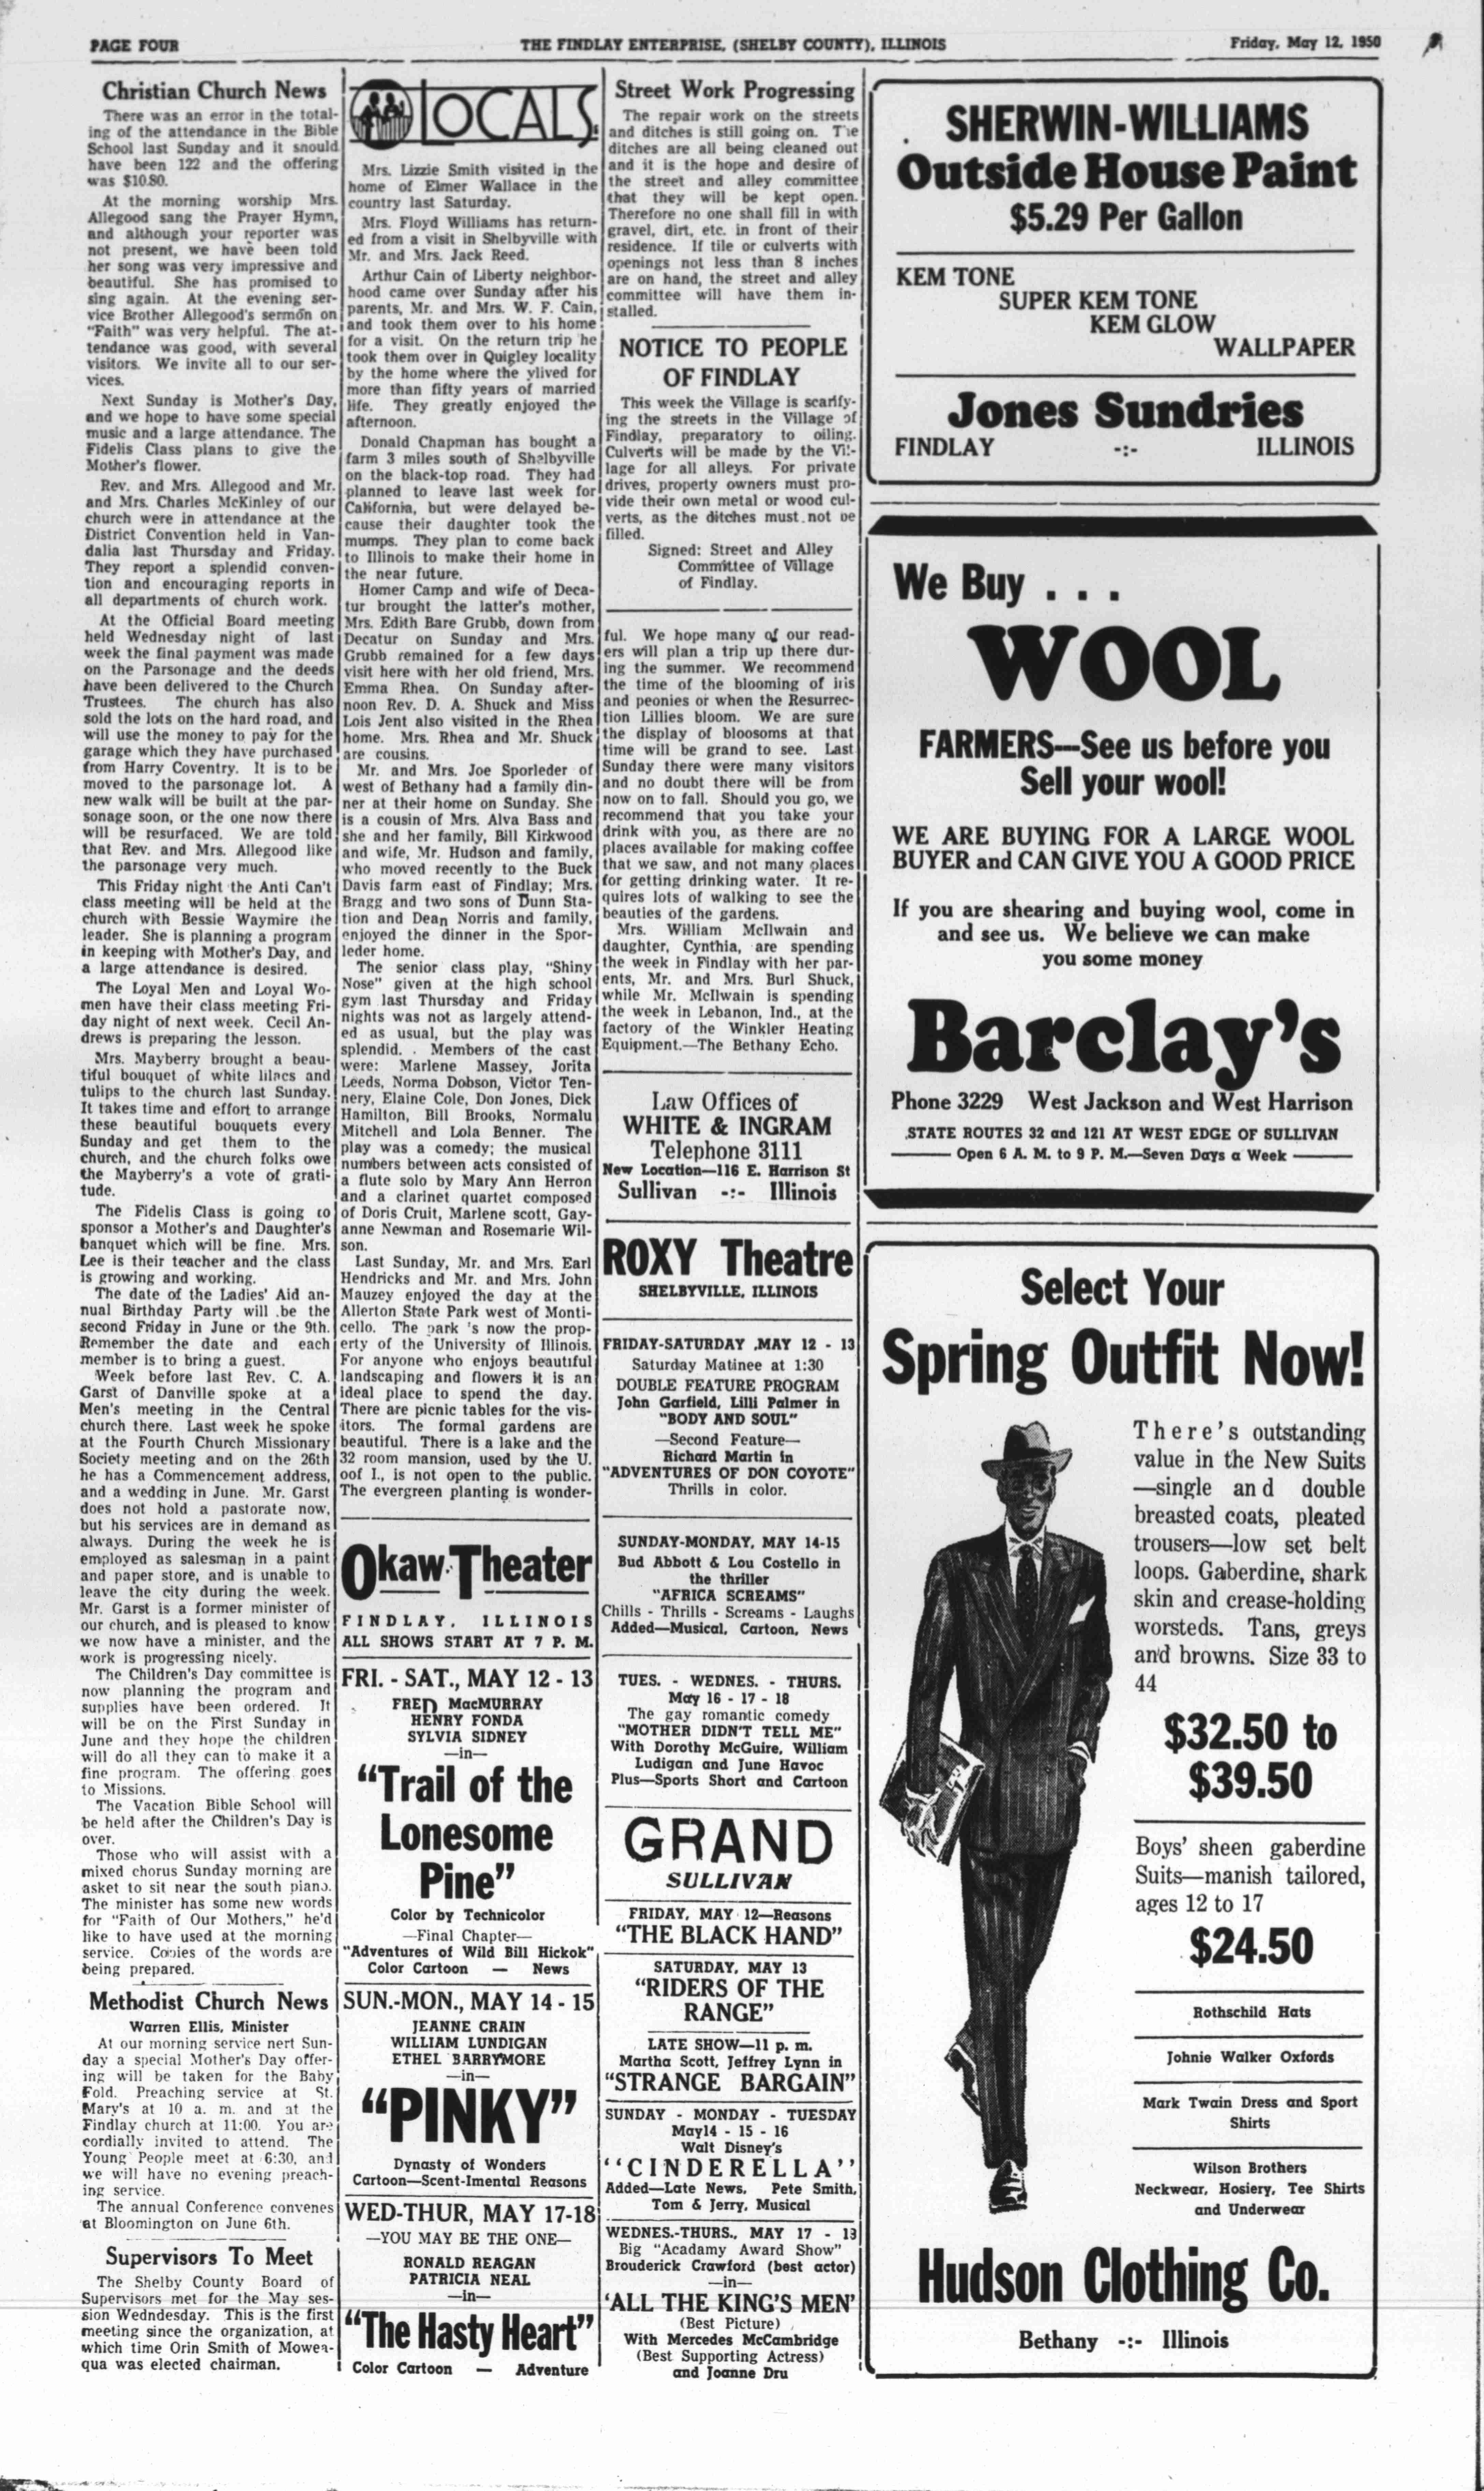 PAGE FOUR
THE FINDLAY ENTERPRISE, (SHELBY COUNTY), ILLINOIS
Friday, May 12, 1950
Christian Church News
There was an error in the total-
ing of the attendance in the Bible
School last Sunday and it snould
have been 122 and the offering
was $10.80.
At the morning worship Mrs.
Allegood sang the Prayer Hymn,
and although your reporter was
not present, we have been told
her song was very impressive and
beautiful. She has promised to
sing again. At the evening ser-
vice Brother Allegood's sermon on
"Faith" was very helpful. The at-
tendance was good, with several
visitors. We invite all to our ser-
vices.
Next Sunday is Mother's Day,
and we hope to have some special
music and a large attendance. The
Fidelis Class plans to give the
Mother's flower.
Rev. and Mrs. Allegood and Mr.
and Mrs. Charles McKinley of our
church were in attendance at the
District Convention held in Van-
dalia last Thursday and Friday.
They report a splendid conven-
tion and encouraging reports in
all departments of church work.
At the Official Board meeting
held Wednesday night of last
week the final payment was made
on the Parsonage and the deeds
have been delivered to the Church
Trustees. The church has also
sold the lots on the hard road, and
will use the money to pay for the
garage which they have purchased
from Harry Coventry. It is to be
moved to the parsonage lot. A
new walk will be built at the par-
sonage soon, or the one now there
will be resurfaced. We are told
that Rev. and Mrs. Allegood like
the parsonage very much.
This Friday night the Anti Can't
class meeting will be held at the
church with Bessie Waymire the
leader. She is planning a program
in keeping with Mother's Day, and
a large attendance is desired.
The Loyal Men and Loyal Wo-
men have their class meeting Fri-
day night of next week. Cecil An-
drews is preparing the lesson.
Mrs. Mayberry brought a beau-
tiful bouquet of white lilacs and
tulips to the church last Sunday.
It takes time and effort to arrange
these beautiful bouquets every
Sunday and get them to the
church, and the church folks owe
the Mayberry's a vote of grati-
tude.
The Fidelis Class is going to
sponsor a Mother's and Daughter's
banquet which will be fine. Mrs.
Lee is their teacher and the class
is growing and working.
The date of the Ladies' Aid an-
nual Birthday Party will be the
second Friday in June or the 9th.
Remember the date and each
member is to bring a guest.
Week before last Rev. C. A.
Garst of Danville spoke at a
Men's meeting in the Central
church there. Last week he spoke
at the Fourth Church Missionary
Society meeting and on the 26th
he has a Commencement address,
and a wedding in June. Mr. Garst
does not hold a pastorate now,
but his services are in demand as
always. During the week he is
employed as salesman in a paint
and paper store, and is unable to
leave the city during the week.
Mr. Garst is a former minister of
our church, and is pleased to know
we now have a minister, and the
work is progressing nicely.
The Children's Day committee is
now planning the program and
supplies have been ordered. It
will be on the First Sunday in
June and they hope the children
will do all they can to make it a
fine program. The offering goes
to Missions.
The Vacation Bible School will
be held after the Children's Day is
over.
Those who will assist with a
mixed chorus Sunday morning are
asket to sit near the south piano.
The minister has some new words
for "Faith of Our Mothers," he'd
like to have used at the morning
service. Copies of the words are
being prepared.
Methodist Church News
Warren Ellis, Minister
At our morning service nert Sun-
day a special Mother's Day offer-
ing will be taken for the Baby
Fold. Preaching service at St.
Mary's at 10 a. m. and at the
Findlay church at 11:00. You are
cordially invited to attend. The
Young People meet at 6:30, and
we will have no evening preach-
ing service.
The annual Conference convenes
at Bloomington on June 6th.
Supervisors To Meet
The Shelby County Board of
Supervisors met for the May ses-
sion Wedndesday. This is the first
meeting since the organization, at
which time Orin Smith of Mowea-
qua was elected chairman.
LOCALS
Mrs. Lizzie Smith visited in the
home of Elmer Wallace in the
country last Saturday.
Mrs. Floyd Williams has return-
ed from a visit in Shelbyville with
Mr. and Mrs. Jack Reed.
Arthur Cain of Liberty neighbor-
hood came over Sunday after his
parents, Mr. and Mrs. W. F. Cain,
and took them over to his home
for a visit. On the return trip he
took them over in Quigley locality
by the home where the ylived for
more than fifty years of married
life. They greatly enjoyed the
afternoon.
Donald Chapman has bought a
farm 3 miles south of Shelbyville
on the black-top road. They had
planned to leave last week for
California, but were delayed be-
cause their daughter took the
mumps. They plan to come back
to Illinois to make their home in
the near future.
Homer Camp and wife of Deca-
tur brought the latter's mother,
Mrs. Edith Bare Grubb, down from
Decatur on Sunday and Mrs.
Grubb remained for a few days
visit here with her old friend, Mrs.
Emma Rhea. On Sunday after-
noon Rev. D. A. Shuck and Miss
Lois Jent also visited in the Rhea
home. Mrs. Rhea and Mr. Shuck
are cousins.
Mr. and Mrs. Joe Sporleder of
west of Bethany had a family din-
ner at their home on Sunday. She
is a cousin of Mrs. Alva Bass and
she and her family, Bill Kirkwood
and wife, Mr. Hudson and family,
who moved recently to the Buck
Davis farm east of Findlay; Mrs.
Bragg and two sons of Dunn Sta-
tion and Dean Norris and family,
enjoyed the dinner in the Spor-
leder home.
The senior class play, "Shiny
Nose" given at the high school
gym last Thursday and Friday
nights was not as largely attend-
ed as usual, but the play was
splendid. . Members of the cast
were: Marlene Massey, Jorita
Leeds, Norma Dobson, Victor Ten-
nery, Elaine Cole, Don Jones, Dick
Hamilton, Bill Brooks, Normalu
Mitchell and Lola Benner. The
play was a comedy; the musical
numbers between acts consisted of
a flute solo by Mary Ann Herron
and a clarinet quartet composed
of Doris Cruit, Marlene scott, Gay-
anne Newman and Rosemarie Wil-
son.
Last Sunday, Mr. and Mrs. Earl
Hendricks and Mr. and Mrs. John
Mauzey enjoyed the day at the
Allerton State Park west of Monti-
cello. The park 's now the prop-
erty of the University of Illinois.
For anyone who enjoys beautiful
landscaping and flowers it is an
ideal place to spend the day.
There are picnic tables for the vis-
itors. The formal gardens are
beautiful. There is a lake and the
32 room mansion, used by the U.
oof I., is not open to the public.
The evergreen planting is wonder-
Okaw Theater
FINDLAY, ILLINOIS
ALL SHOWS START AT 7 P. M.
FRI. - SAT., MAY 12 - 13
FRED MacMURRAY
HENRY FONDA
SYLVIA SIDNEY
—in—
"Trail of the
Lonesome
Pine"
Color by Technicolor
—Final Chapter—
"Adventures of Wild Bill Hickok"
Color Cartoon — News
SUN.-MON., MAY 14 - 15
JEANNE CRAIN
WILLIAM LUNDIGAN
ETHEL BARRYMORE
—in—
"PINKY"
Dynasty of Wonders
Cartoon—Scent-Imental Reasons
WED-THUR, MAY 17-18
—YOU MAY BE THE ONE—
RONALD REAGAN
PATRICIA NEAL
—in—
"The Hasty Heart"
Color Cartoon — Adventure
Street Work Progressing
The repair work on the streets
and ditches is still going on. The
ditches are all being cleaned out
and it is the hope and desire of
the street and alley committee
that they will be kept open.
Therefore no one shall fill in with
gravel, dirt, etc. in front of their
residence. If tile or culverts with
openings not less than 8 inches
are on hand, the street and alley
committee will have them in-
stalled.
NOTICE TO PEOPLE
OF FINDLAY
This week the Village is scarify-
ing the streets in the Village of
Findlay, preparatory to oiling.
Culverts will be made by the Vil-
lage for all alleys. For private
drives, property owners must pro-
vide their own metal or wood cul-
verts, as the ditches must not be
filled.
Signed: Street and Alley
Committee of Village
of Findlay.
ful. We hope many of our read-
ers will plan a trip up there dur-
ing the summer. We recommend
the time of the blooming of iris
and peonies or when the Resurrec-
tion Lillies bloom. We are sure
the display of bloosoms at that
time will be grand to see. Last
Sunday there were many visitors
and no doubt there will be from
now on to fall. Should you go, we
recommend that you take your
drink with you, as there are no
places available for making coffee
that we saw, and not many places
for getting drinking water. It re-
quires lots of walking to see the
beauties of the gardens.
Mrs. William McIlwain and
daughter, Cynthia, are spending
the week in Findlay with her par-
ents, Mr. and Mrs. Burl Shuck,
while Mr. McIlwain is spending
the week in Lebanon, Ind., at the
factory of the Winkler Heating
Equipment.—The Bethany Echo.
Law Offices of
WHITE & INGRAM
Telephone 3111
New Location—116 E. Harrison St
Sullivan -:- Illinois
ROXY Theatre
SHELBYVILLE, ILLINOIS
FRIDAY-SATURDAY ,MAY 12 - 13
Saturday Matinee at 1:30
DOUBLE FEATURE PROGRAM
John Garfield, Lilli Palmer in
"BODY AND SOUL"
—Second Feature—
Richard Martin in
"ADVENTURES OF DON COYOTE"
Thrills in color.
SUNDAY-MONDAY, MAY 14-15
Bud Abbott & Lou Costello in
the thriller
"AFRICA SCREAMS"
Chills - Thrills - Screams - Laughs
Added—Musical, Cartoon, News
TUES. - WEDNES. - THURS.
May 16 - 17 - 18
The gay romantic comedy
"MOTHER DIDN'T TELL ME"
With Dorothy McGuire, William
Ludigan and June Havoc
Plus—Sports Short and Cartoon
GRAND
SULLIVAN
FRIDAY, MAY 12—Reasons
"THE BLACK HAND"
SATURDAY, MAY 13
"RIDERS OF THE
RANGE"
LATE SHOW—11 p. m.
Martha Scott, Jeffrey Lynn in
"STRANGE BARGAIN"
SUNDAY - MONDAY - TUESDAY
May14 - 15 - 16
Walt Disney's
"CINDERELLA"
Added—Late News, Pete Smith,
Tom & Jerry, Musical
WEDNES.-THURS., MAY 17 - 18
Big "Acadamy Award Show"
Brouderick Crawford (best actor)
—in—
'ALL THE KING'S MEN'
(Best Picture)
With Mercedes McCambridge
(Best Supporting Actress)
and Joanne Dru
SHERWIN-WILLIAMS
Outside House Paint
$5.29 Per Gallon
KEM TONE
SUPER KEM TONE
KEM GLOW
WALLPAPER
Jones Sundries
FINDLAY -:- ILLINOIS
We Buy . . .
WOOL
FARMERS—See us before you
Sell your wool!
WE ARE BUYING FOR A LARGE WOOL
BUYER and CAN GIVE YOU A GOOD PRICE
If you are shearing and buying wool, come in
and see us. We believe we can make
you some money
Barclay's
Phone 3229 West Jackson and West Harrison
STATE ROUTES 32 and 121 AT WEST EDGE OF SULLIVAN
Open 6 A. M. to 9 P. M.—Seven Days a Week
Select Your
Spring Outfit Now!
There's outstanding
value in the New Suits
—single and double
breasted coats, pleated
trousers—low set belt
loops. Gaberdine, shark
skin and crease-holding
worsteds. Tans, greys
and browns. Size 33 to
44
$32.50 to
$39.50
Boys' sheen gaberdine
Suits—manish tailored,
ages 12 to 17
$24.50
Rothschild Hats
Johnie Walker Oxfords
Mark Twain Dress and Sport
Shirts
Wilson Brothers
Neckwear, Hosiery, Tee Shirts
and Underwear
Hudson Clothing Co.
Bethany -:- Illinois